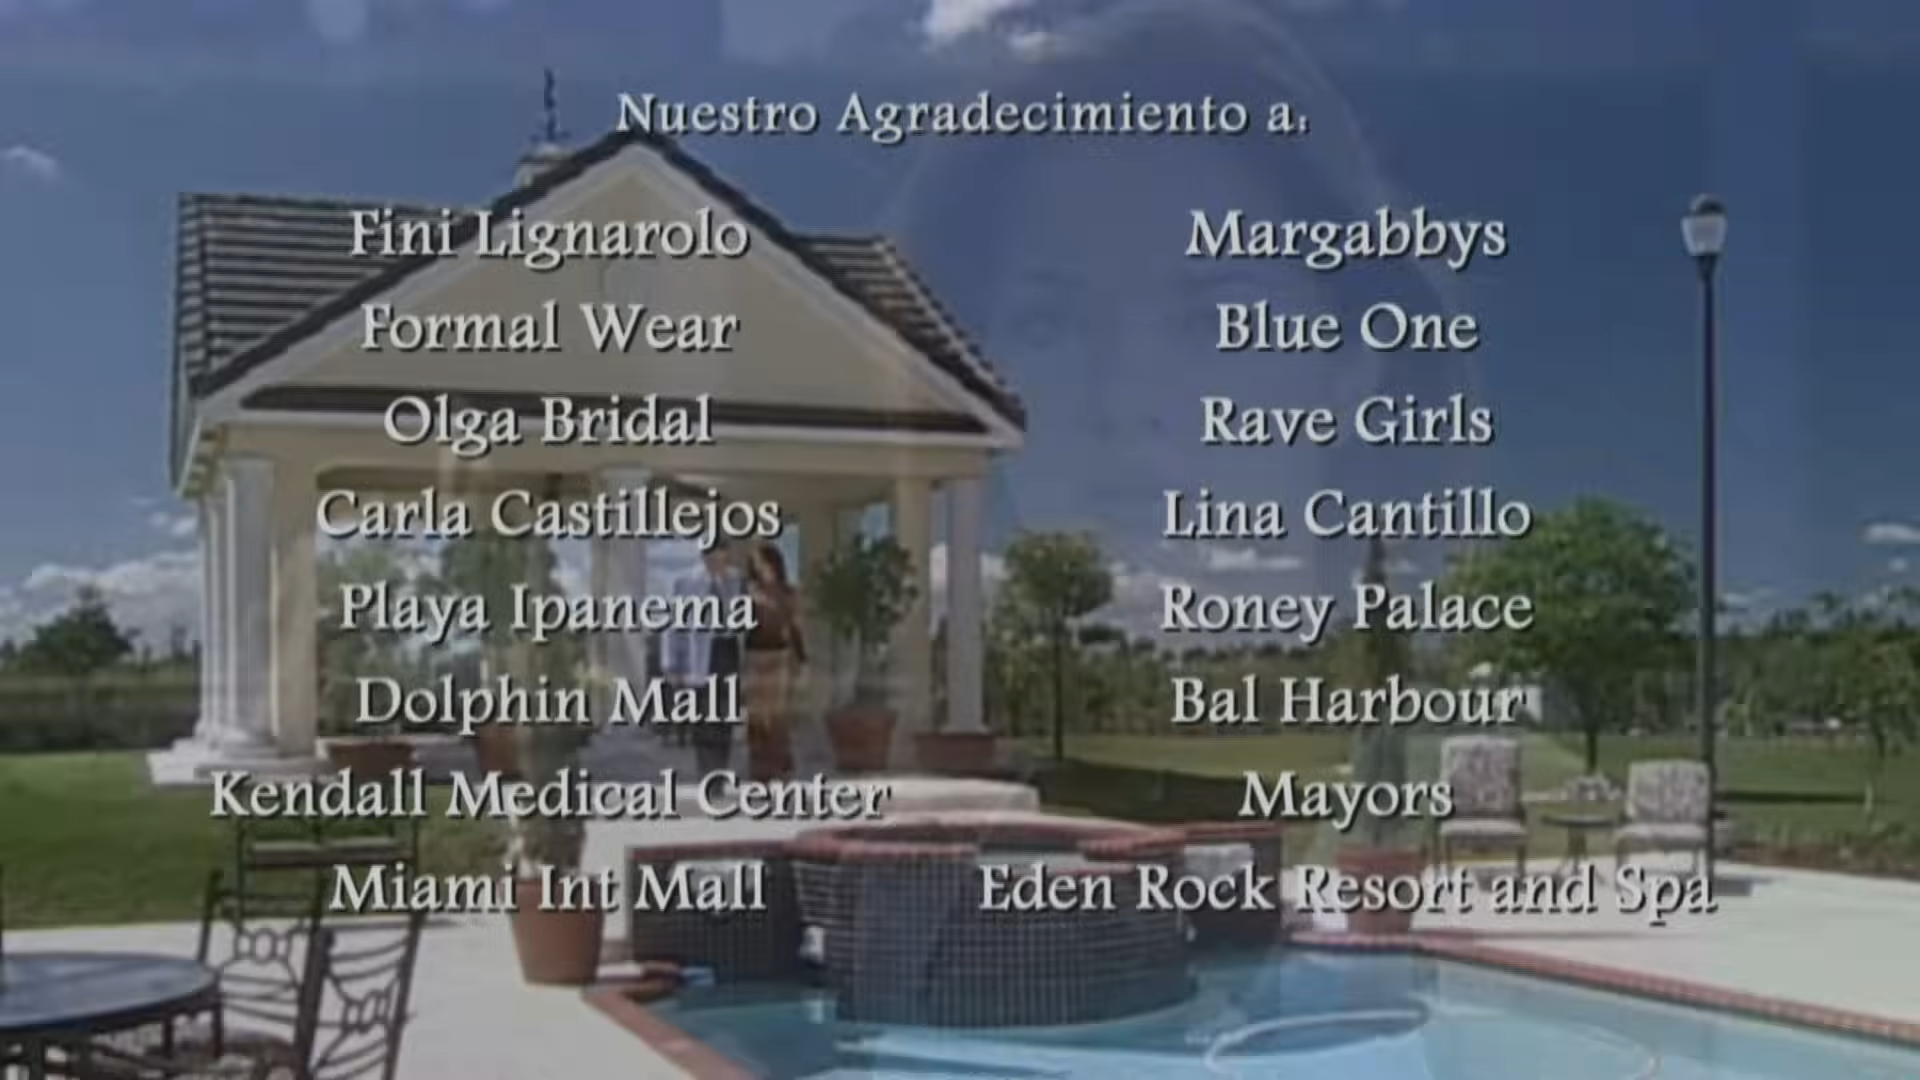 Nuestro Agradecimiento a:
Fini Lignarolo
Formal Wear
Olga Bridal
Carla Castillejos
Playa Ipanema
Dolphin Mall
Kendall Medical Center
Miami Int Mall
Margabbys
Blue One
Rave Girls
Lina Cantillo
Roney Palace
Bal Harbour
Mayors
Eden Rock Resort and Spa